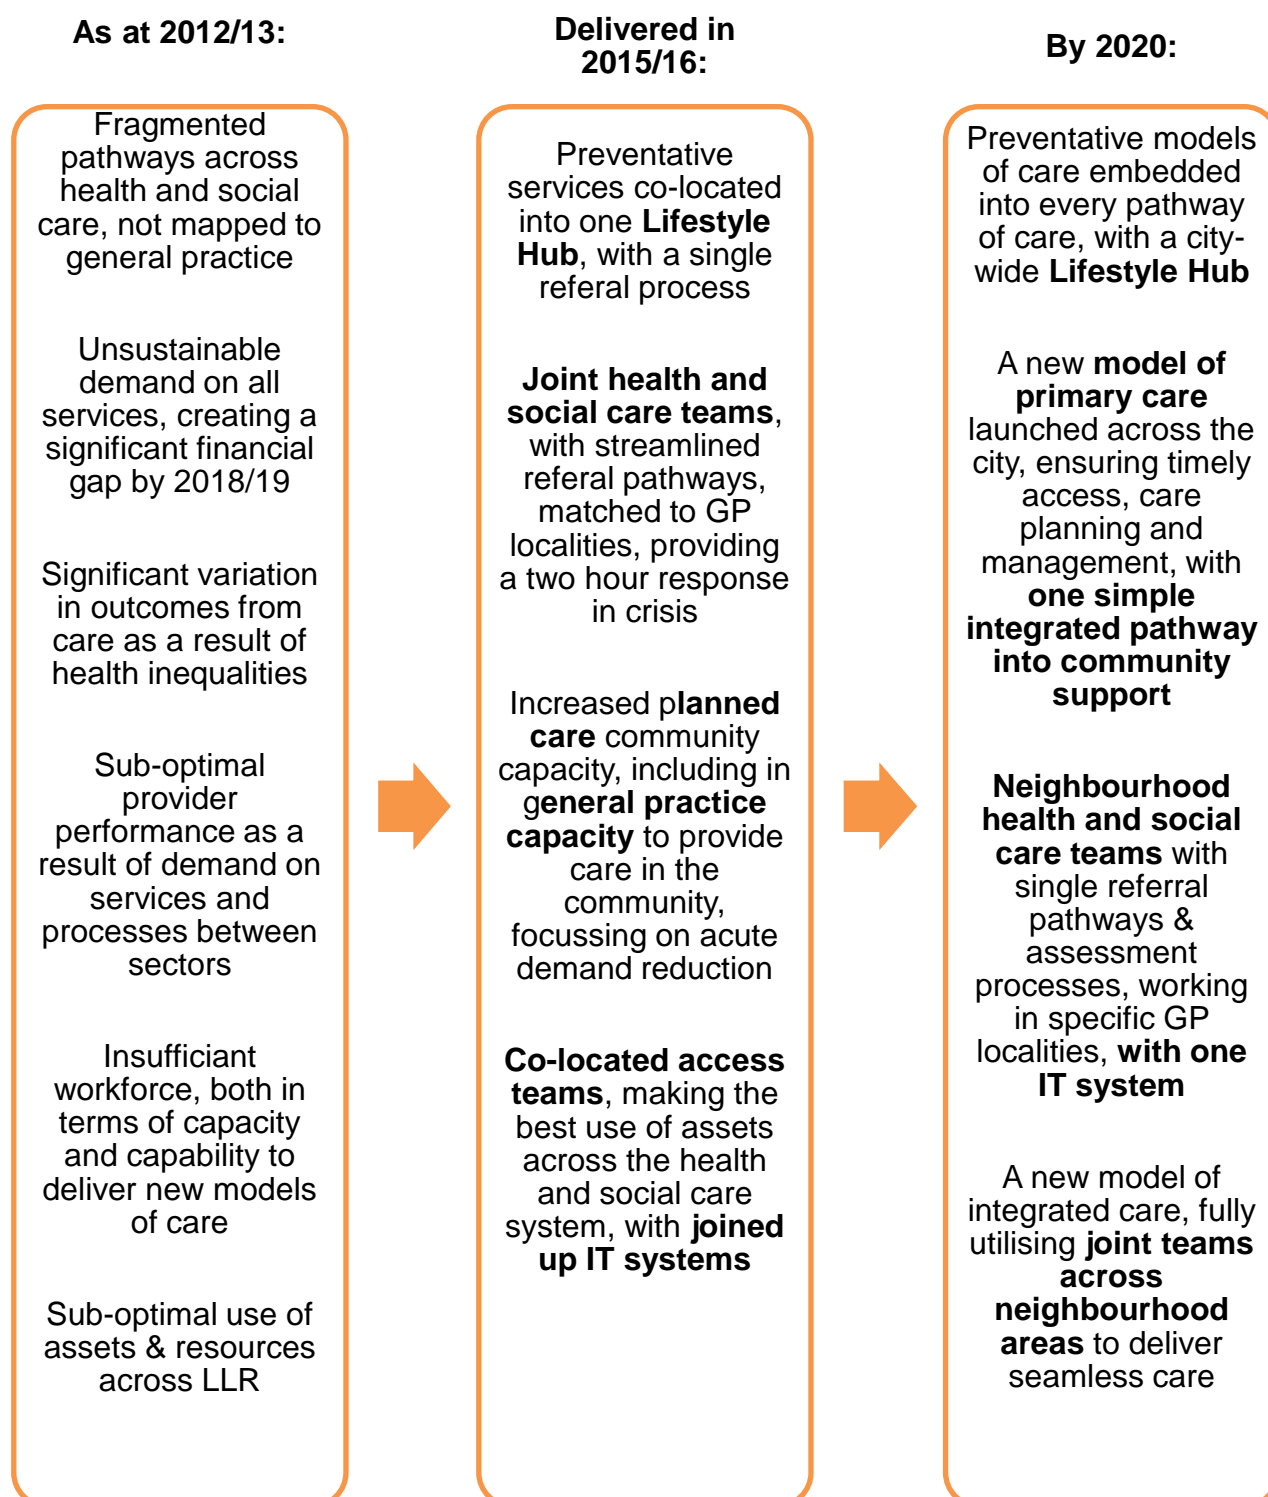 As at 2012/13:
Fragmented
pathways across
health and social
care, not mapped to
general practice
Unsustainable
demand on all
services, creating a
significant financial
gap by 2018/19
Significant variation
in outcomes from
care as a result of
health inequalities
Sub-optimal
provider
performance as a
result of demand on
services and
processes between
sectors
Insufficiant
workforce, both in
terms of capacity
and capability to
deliver new models
of care
Sub-optimal use of
assets & resources
across LLR
Delivered in
2015/16:
Preventative
services co-located
into one Lifestyle
Hub, with a single
referal process
Joint health and
social care teams,
with streamlined
referal pathways,
matched to GP
localities, providing
a two hour response
in crisis
Increased planned
care community
capacity, including in
general practice
capacity to provide
care in the
community,
focussing on acute
demand reduction
Co-located access
teams, making the
best use of assets
across the health
and social care
system, with joined
up IT systems
By 2020:
Preventative models
of care embedded
into every pathway
of care, with a city-
wide Lifestyle Hub
A new model of
primary care
launched across the
city, ensuring timely
access, care
planning and
management, with
one simple
integrated pathway
into community
support
Neighbourhood
health and social
care teams with
single referral
pathways &
assessment
processes, working
in specific GP
localities, with one
IT system
A new model of
integrated care, fully
utilising joint teams
across
neighbourhood
areas to deliver
seamless care